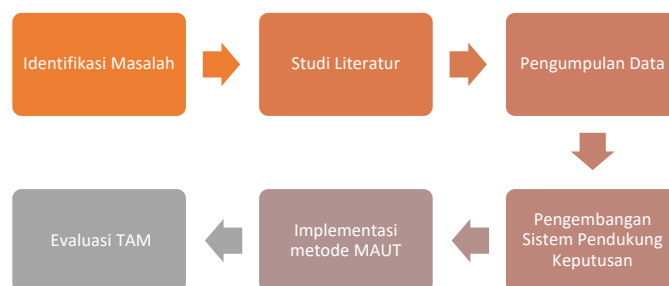 Identifikasi Masalah
Studi Literatur
Pengumpulan Data
Pengembangan
Sistem Pendukung
Keputusan
Implementasi
metode MAUT
Evaluasi TAM